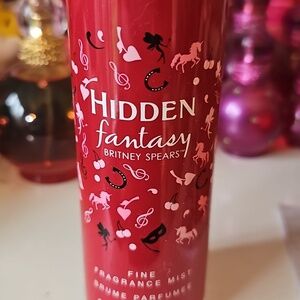 HIDDEN
fantasy
BRITNEY SPEARS
FINE
FRAGRANCE MIST
BRUME PARFUMÉE